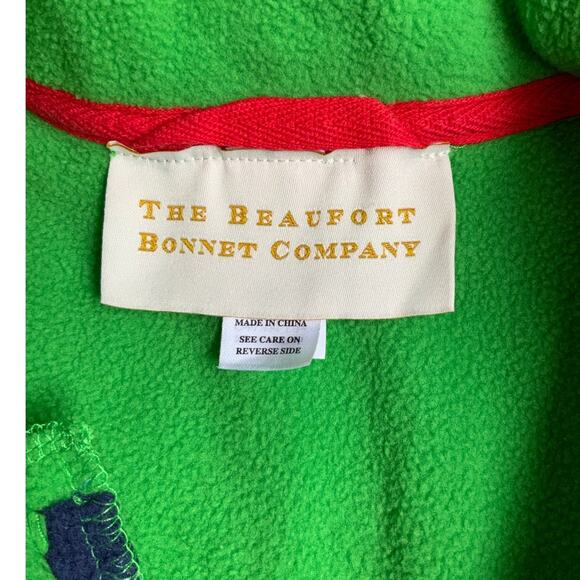 THE BEAUFORT
BONNET COMPANY
MADE IN CHINA
SEE CARE ON
REVERSE SIDE